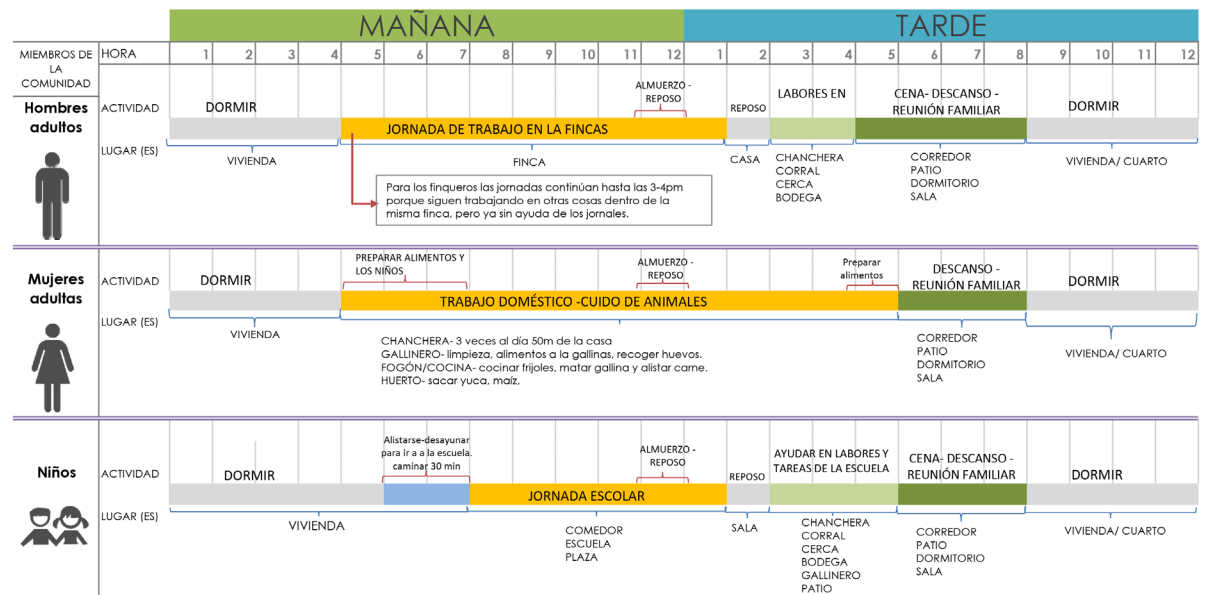 MAÑANA TARDE
MIEMBROS DE
LA
COMUNIDAD
HORA 1 2 4 5 6 7 8 9 10 11 12 1 2 3 4 5 6 7 8 9 10 11 12
Hombres
adultos
ACTIVIDAD
LUGAR (ES)
DORMIR
ALMUERZO -
REPOSO
REPOSO
LABORES EN
CENA- DESCANSO -
REUNIÓN FAMILIAR
DORMIR
JORNADA DE TRABAJO EN LA FINCAS
VIVIENDA
FINCA
CASA
CHANCHERA
CORRAL
CERCA
BODEGA
CORREDOR
PATIO
DORMITORIO
SALA
VIVIENDA/ CUARTO
Para los finqueros las jornadas continúan hasta las 3-4pm
porque siguen trabajando en otras cosas dentro de la
misma finca, pero ya sin ayuda de los jornales.
Mujeres
adultas
ACTIVIDAD
LUGAR (ES)
DORMIR
PREPARAR ALIMENTOS Y
LOS NIÑOS
ALMUERZO -
REPOSO
Preparar
alimentos
DESCANSO -
REUNIÓN FAMILIAR
DORMIR
TRABAJO DOMÉSTICO -CUIDO DE ANIMALES
VIVIENDA
CHANCHERA- 3 veces al día 50m de la casa
GALLINERO- limpieza, alimentos a la gallinas, recoger huevos.
FOGÓN/COCINA- cocinar frijoles, matar gallina y alistar carne.
HUERTO- sacar yuca, maíz,
CORREDOR
PATIO
DORMITORIO
SALA
VIVIENDA/ CUARTO
Niños
ACTIVIDAD
LUGAR (ES)
DORMIR
Alistarse-desayunar
para ir a a la escuela.
caminar 30 min
ALMUERZO -
REPOSO
REPOSO
AYUDAR EN LABORES Y
TAREAS DE LA ESCUELA
CENA- DESCANSO -
REUNIÓN FAMILIAR
DORMIR
JORNADA ESCOLAR
VIVIENDA
COMEDOR
ESCUELA
PLAZA
SALA
CHANCHERA
CORRAL
CERCA
BODEGA
GALLINERO
PATIO
CORREDOR
PATIO
DORMITORIO
SALA
VIVIENDA/ CUARTO